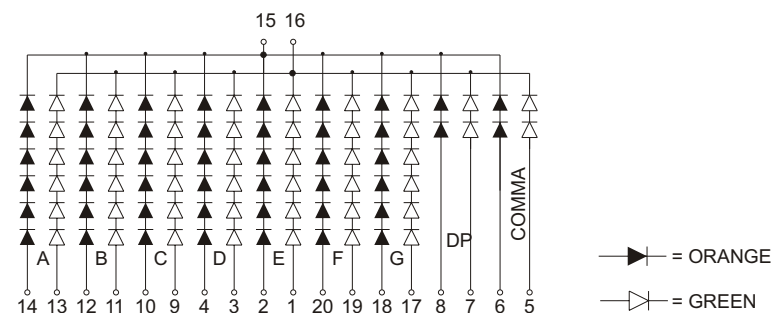 15 16
A B C D E F G DP COMMA
14 13 12 11 10 9 4 3 2 1 20 19 18 17 8 7 6 5
= ORANGE
= GREEN